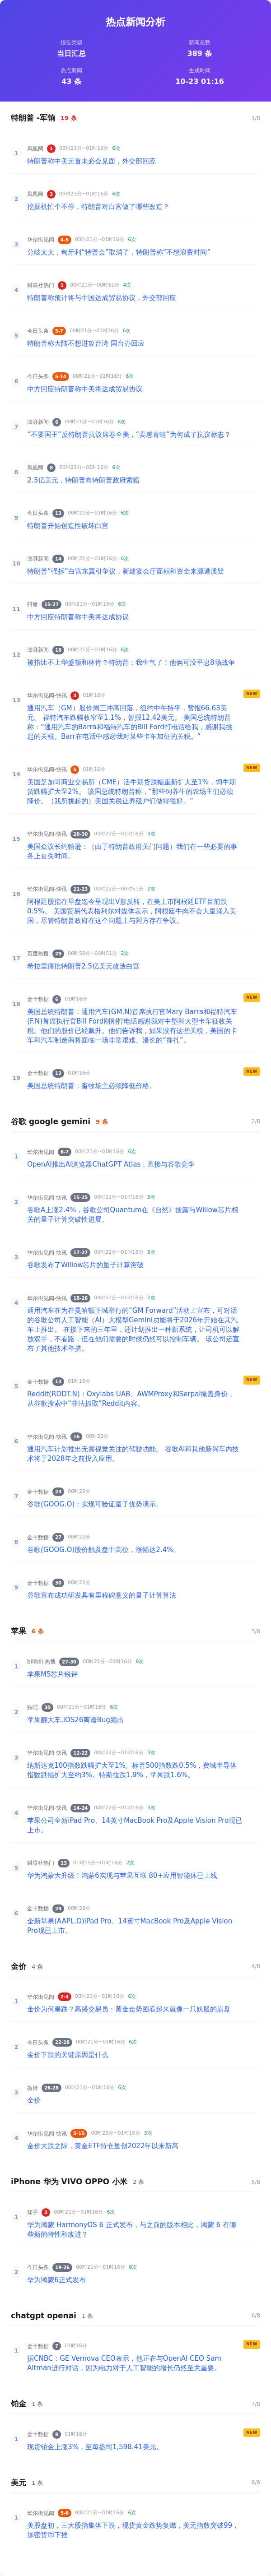 热点新闻分析
报告类型
新闻总数
当日汇总
389 条
热点新闻
生成时间
43 条
10-23 01:16
特朗普 -军饷 19 条 1/8
1 凤凰网 1 00时21分~01时16分 6次
特朗普称中美元首未必会见面，外交部回应
2 凤凰网 3 00时21分~01时16分 6次
挖掘机忙个不停，特朗普对白宫做了哪些改造？
3 华尔街见闻 4-5 00时21分~01时16分 6次
分歧太大，匈牙利“特普会”取消了，特朗普称“不想浪费时间”
4 财联社热门 1 00时21分~00时51分 4次
特朗普称预计将与中国达成贸易协议，外交部回应
5 今日头条 5-7 00时21分~01时16分 6次
特朗普称大陆不想进攻台湾 国台办回应
6 今日头条 5-14 00时21分~01时16分 6次
中方回应特朗普称中美将达成贸易协议
7 澎湃新闻 6 00时21分~01时16分 6次
“不要国王”反特朗普抗议席卷全美，“卖崽青蛙”为何成了抗议标志？
8 凤凰网 8 00时21分~01时16分 6次
2.3亿美元，特朗普向特朗普政府索赔
9 今日头条 13 00时21分~01时16分 6次
特朗普开始创造性破坏白宫
10 澎湃新闻 14 00时21分~01时16分 6次
特朗普“强拆”白宫东翼引争议，新建宴会厅面积和资金来源遭质疑
11 抖音 15-27 00时21分~01时16分 6次
中方回应特朗普称中美将达成贸易协议
12 澎湃新闻 18 00时21分~01时16分 6次
被指比不上华盛顿和林肯？特朗普：我生气了！他俩可没平息8场战争
13 华尔街见闻-快讯 3 01时16分 NEW
通用汽车（GM）股价周三冲高回落，纽约中午时平，暂报66.63美元。 福特汽车跌幅收窄至1.1%，暂报12.42美元。 美国总统特朗普称：“通用汽车的Barra和福特汽车的Bill Ford打电话给我，感谢我挑起的关税。Barr在电话中感谢我对某些卡车加征的关税。”
14 华尔街见闻-快讯 5 01时16分 NEW
美国芝加哥商业交易所（CME）活牛期货跌幅重新扩大至1%，饲牛期货跌幅扩大至2%。 该国总统特朗普称，“那些饲养牛的农场主们必须降价。（我所挑起的）美国关税让养殖户们做得很好。”
15 华尔街见闻-快讯 20-30 00时22分~01时16分 3次
美国众议长约翰逊：（由于特朗普政府关门问题）我们在一些必要的事务上丧失时间。
16 华尔街见闻-快讯 21-23 00时22分~00时51分 2次
阿根廷股指在早盘迄今呈现出V形反转，在美上市阿根廷ETF目前跌0.5%。 美国贸易代表格利尔对媒体表示，阿根廷牛肉不会大量涌入美国，尽管特朗普政府在这个问题上与阿方存在争议。
17 百度热搜 29 00时50分~00时51分 2次
希拉里痛批特朗普2.5亿美元改造白宫
18 金十数据 6 01时16分 NEW
美国总统特朗普：通用汽车(GM.N)首席执行官Mary Barra和福特汽车(F.N)首席执行官Bill Ford刚刚打电话感谢我对中型和大型卡车征收关税。他们的股价已经飙升。他们告诉我，如果没有这些关税，美国的卡车和汽车制造商将面临一场非常艰难、漫长的“挣扎”。
19 金十数据 12 01时16分 NEW
美国总统特朗普：畜牧场主必须降低价格。
谷歌 google gemini 9 条 2/8
1 华尔街见闻 6-7 00时21分~01时16分 6次
OpenAI推出AI浏览器ChatGPT Atlas，直接与谷歌竞争
2 华尔街见闻-快讯 15-25 00时22分~01时16分 3次
谷歌A上涨2.4%，谷歌公司Quantum在《自然》披露与Willow芯片相关的量子计算突破性进展。
3 华尔街见闻-快讯 17-27 00时22分~01时16分 3次
谷歌发布了Willow芯片的量子计算突破
4 华尔街见闻-快讯 18-26 00时51分~01时16分 2次
通用汽车在为在曼哈顿下城举行的“GM Forward”活动上宣布，可对话的谷歌公司人工智能（AI）大模型Gemini功能将于2026年开始在其汽车上推出。 在接下来的三年里，还计划推出一种新系统，让司机可以解放双手，不看路，但在他们需要的时候仍然可以控制车辆。 该公司还宣布了其他技术举措。
5 金十数据 13 01时16分 NEW
Reddit(RDDT.N)：Oxylabs UAB、AWMProxy和Serpai掩盖身份，从谷歌搜索中“非法抓取”Reddit内容。
6 华尔街见闻-快讯 16 00时22分
通用汽车计划推出无需视觉关注的驾驶功能。 谷歌AI和其他新兴车内技术将于2028年之前投入应用。
7 金十数据 23 00时22分
谷歌(GOOG.O)：实现可验证量子优势演示。
8 金十数据 27 00时22分
谷歌(GOOG.O)股价触及盘中高位，涨幅达2.4%。
9 金十数据 30 00时22分
谷歌宣布成功研发具有里程碑意义的量子计算算法
苹果 6 条 3/8
1 bilibili 热搜 27-30 00时21分~01时16分 6次
苹果M5芯片锐评
2 贴吧 30 00时21分~01时16分 6次
苹果翻大车,iOS26离谱Bug频出
3 华尔街见闻-快讯 12-22 00时22分~01时16分 3次
纳斯达克100指数跌幅扩大至1%。标普500指数跌0.5%，费城半导体指数跌幅扩大至约3%。特斯拉跌1.9%，苹果跌1.6%。
4 华尔街见闻-快讯 14-24 00时22分~01时16分 3次
苹果公司全新iPad Pro、14英寸MacBook Pro及Apple Vision Pro现已上市。
5 财联社热门 13 01时15分~01时16分 2次
华为鸿蒙大升级！鸿蒙6实现与苹果互联 80+应用智能体已上线
6 金十数据 29 00时22分
全新苹果(AAPL.O)iPad Pro、14英寸MacBook Pro及Apple Vision Pro现已上市。
金价 4 条 4/8
1 华尔街见闻 2-4 00时21分~01时16分 6次
金价为何暴跌？高盛交易员：黄金走势图看起来就像一只妖股的崩盘
2 今日头条 22-28 00时21分~01时16分 6次
金价下跌的关键原因是什么
3 微博 26-28 00时21分~01时16分 6次
金价
4 华尔街见闻-快讯 5-15 00时22分~01时16分 3次
金价大跌之际，黄金ETF持仓量创2022年以来新高
iPhone 华为 VIVO OPPO 小米 2 条 5/8
1 知乎 3 00时21分~01时16分 6次
华为鸿蒙 HarmonyOS 6 正式发布，与之前的版本相比，鸿蒙 6 有哪些新的特性和改进？
2 今日头条 19-26 00时21分~01时16分 6次
华为鸿蒙6正式发布
chatgpt openai 1 条 6/8
1 金十数据 7 01时16分 NEW
据CNBC：GE Vernova CEO表示，他正在与OpenAI CEO Sam Altman进行对话，因为电力对于人工智能的增长仍然至关重要。
铂金 1 条 7/8
1 金十数据 9 01时16分 NEW
现货铂金上涨3%，至每盎司1,598.41美元。
美元 1 条 8/8
1 华尔街见闻 5-6 00时21分~01时16分 6次
美股盘初，三大股指集体下跌，现货黄金跌势复燃，美元指数突破99，加密货币下挫